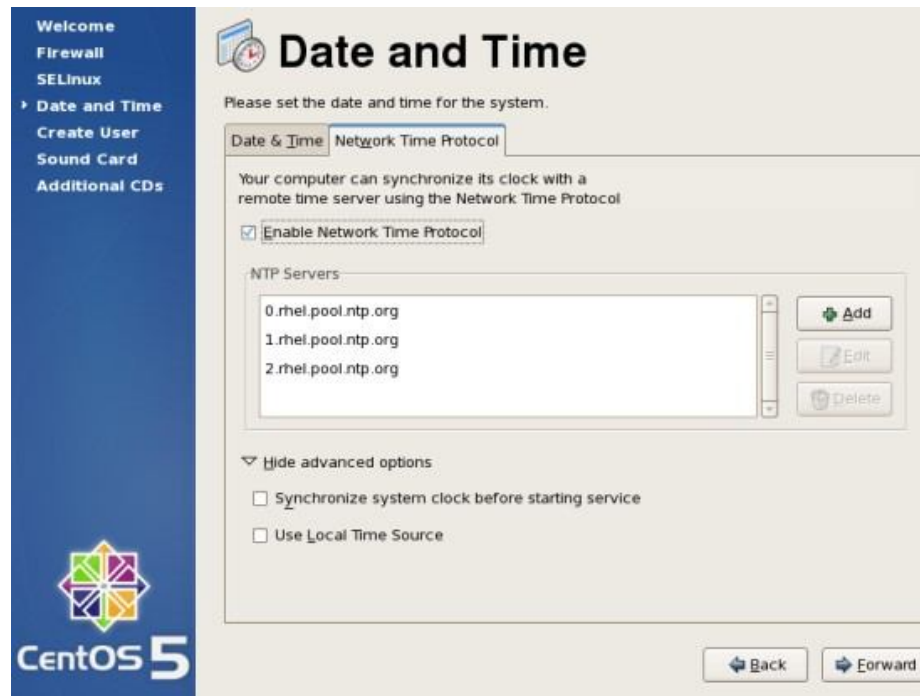 Welcome
Firewall
SELinux
Date and Time
Create User
Sound Card
Additional CDs
Date and Time
Please set the date and time for the system.
Date & Time
Network Time Protocol
Your computer can synchronize its clock with a
remote time server using the Network Time Protocol
Enable Network Time Protocol
NTP Servers
0.rhel.pool.ntp.org
1.rhel.pool.ntp.org
2.rhel.pool.ntp.org
Add
Edit
Delete
Hide advanced options
Synchronize system clock before starting service
Use Local Time Source
CentOS 5
Back
Forward